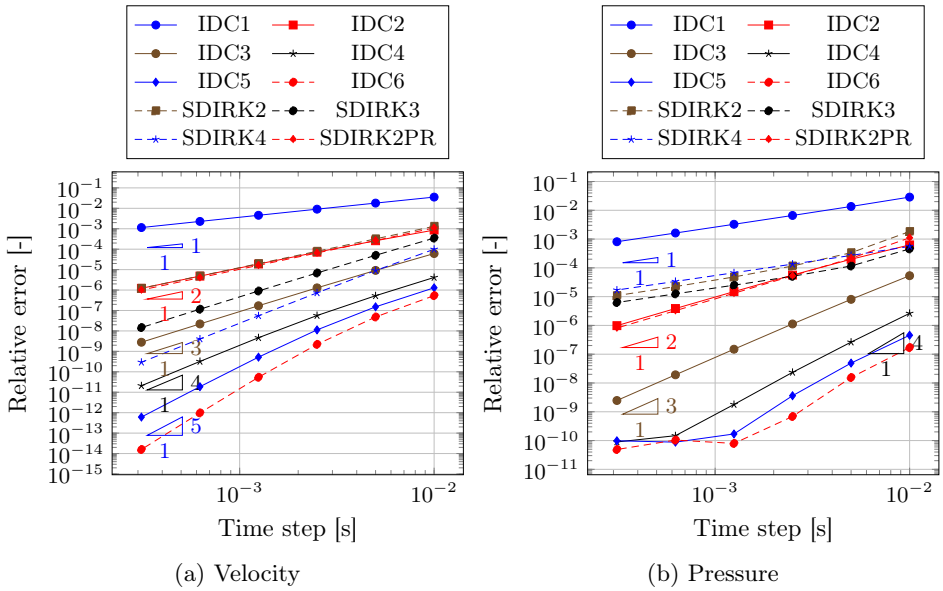 IDC1 IDC2
IDC3 IDC4
IDC5 IDC6
SDIRK2 SDIRK3
SDIRK4 SDIRK2PR
10^−1
10^−2
10^−3
10^−4
10^−5
10^−6
10^−7
10^−8
10^−9
10^−10
10^−11
10^−12
10^−13
10^−14
10^−15
Relative error [-]
1
1
2
1
3
1
4
1
5
1
10^−3 10^−2
Time step [s]
(a) Velocity
IDC1 IDC2
IDC3 IDC4
IDC5 IDC6
SDIRK2 SDIRK3
SDIRK4 SDIRK2PR
10^−1
10^−2
10^−3
10^−4
10^−5
10^−6
10^−7
10^−8
10^−9
10^−10
10^−11
Relative error [-]
1
1
2
1
4
1
3
1
10^−3 10^−2
Time step [s]
(b) Pressure